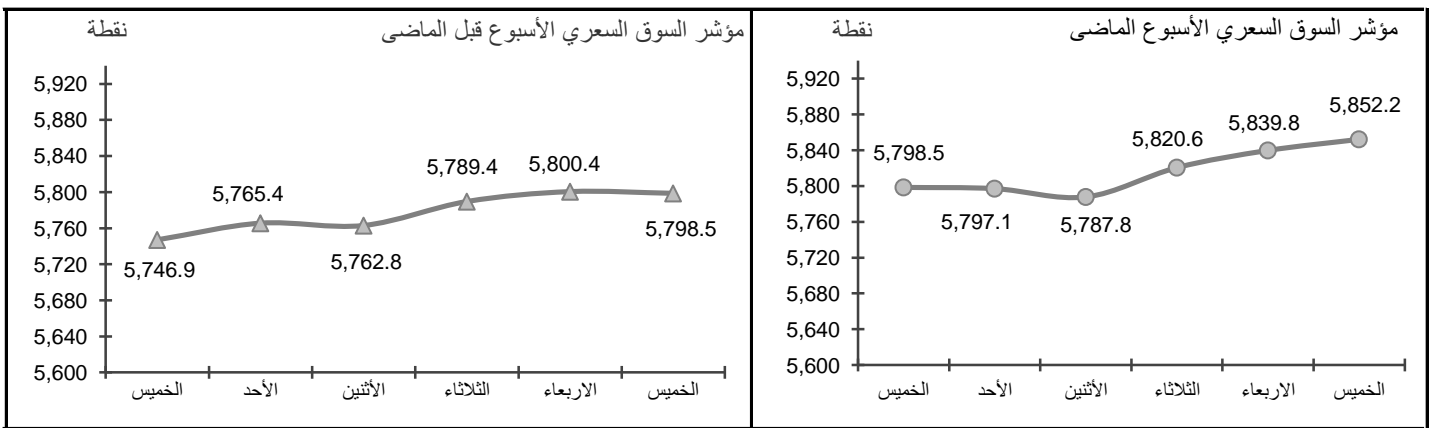 مؤشر السوق السعري الأسبوع الماضى
نقطة
5,920
5,880
5,840
5,800
5,760
5,720
5,680
5,640
5,600
5,798.5
5,797.1
5,787.8
5,820.6
5,839.8
5,852.2
الخميس
الأحد
الأثنين
الثلاثاء
الاربعاء
الخميس
مؤشر السوق السعري الأسبوع قبل الماضى
نقطة
5,920
5,880
5,840
5,800
5,760
5,720
5,680
5,640
5,600
5,746.9
5,765.4
5,762.8
5,789.4
5,800.4
5,798.5
الخميس
الأحد
الأثنين
الثلاثاء
الاربعاء
الخميس